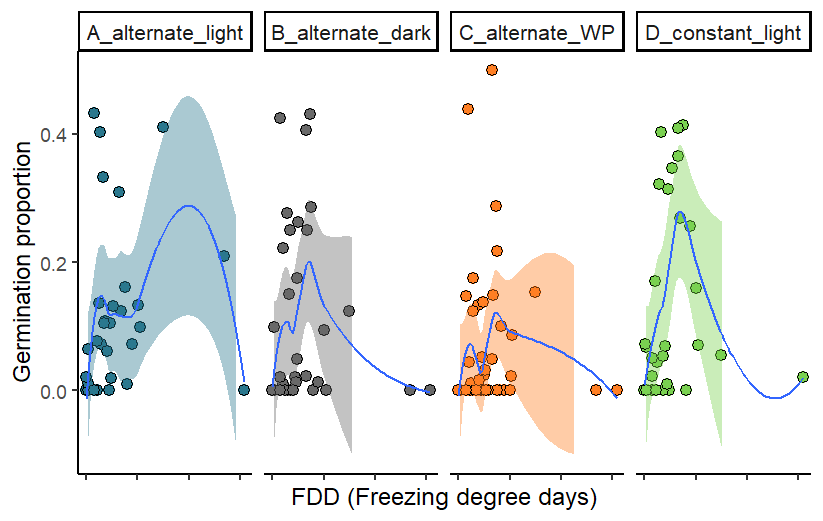 A_alternate_light
B_alternate_dark
C_alternate_WP
D_constant_light
Germination proportion
0.4
0.2
0.0
FDD (Freezing degree days)